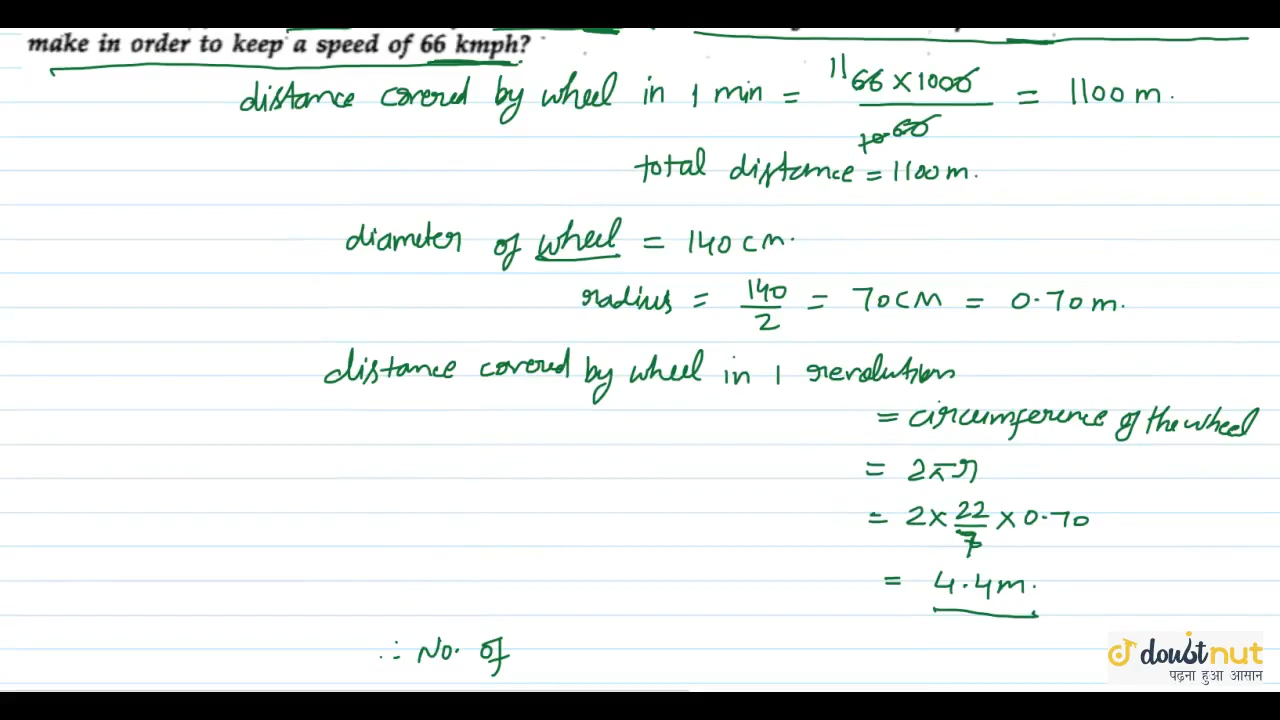 make in order to keep a speed of 66 kmph?
distance covered by wheel in 1 min = 11 66 × 1000 / 10 60 = 1100 m.
total distance = 1100 m.
diameter of wheel = 140 cm.
radius = 140/2 = 70 CM = 0.70 m.
distance covered by wheel in 1 revolution
= circumference of the wheel
= 2πr
= 2 × 22/7 × 0.70
= 4.4 m.
∴ No. of
doubtnut
पढ़ना हुआ आसान